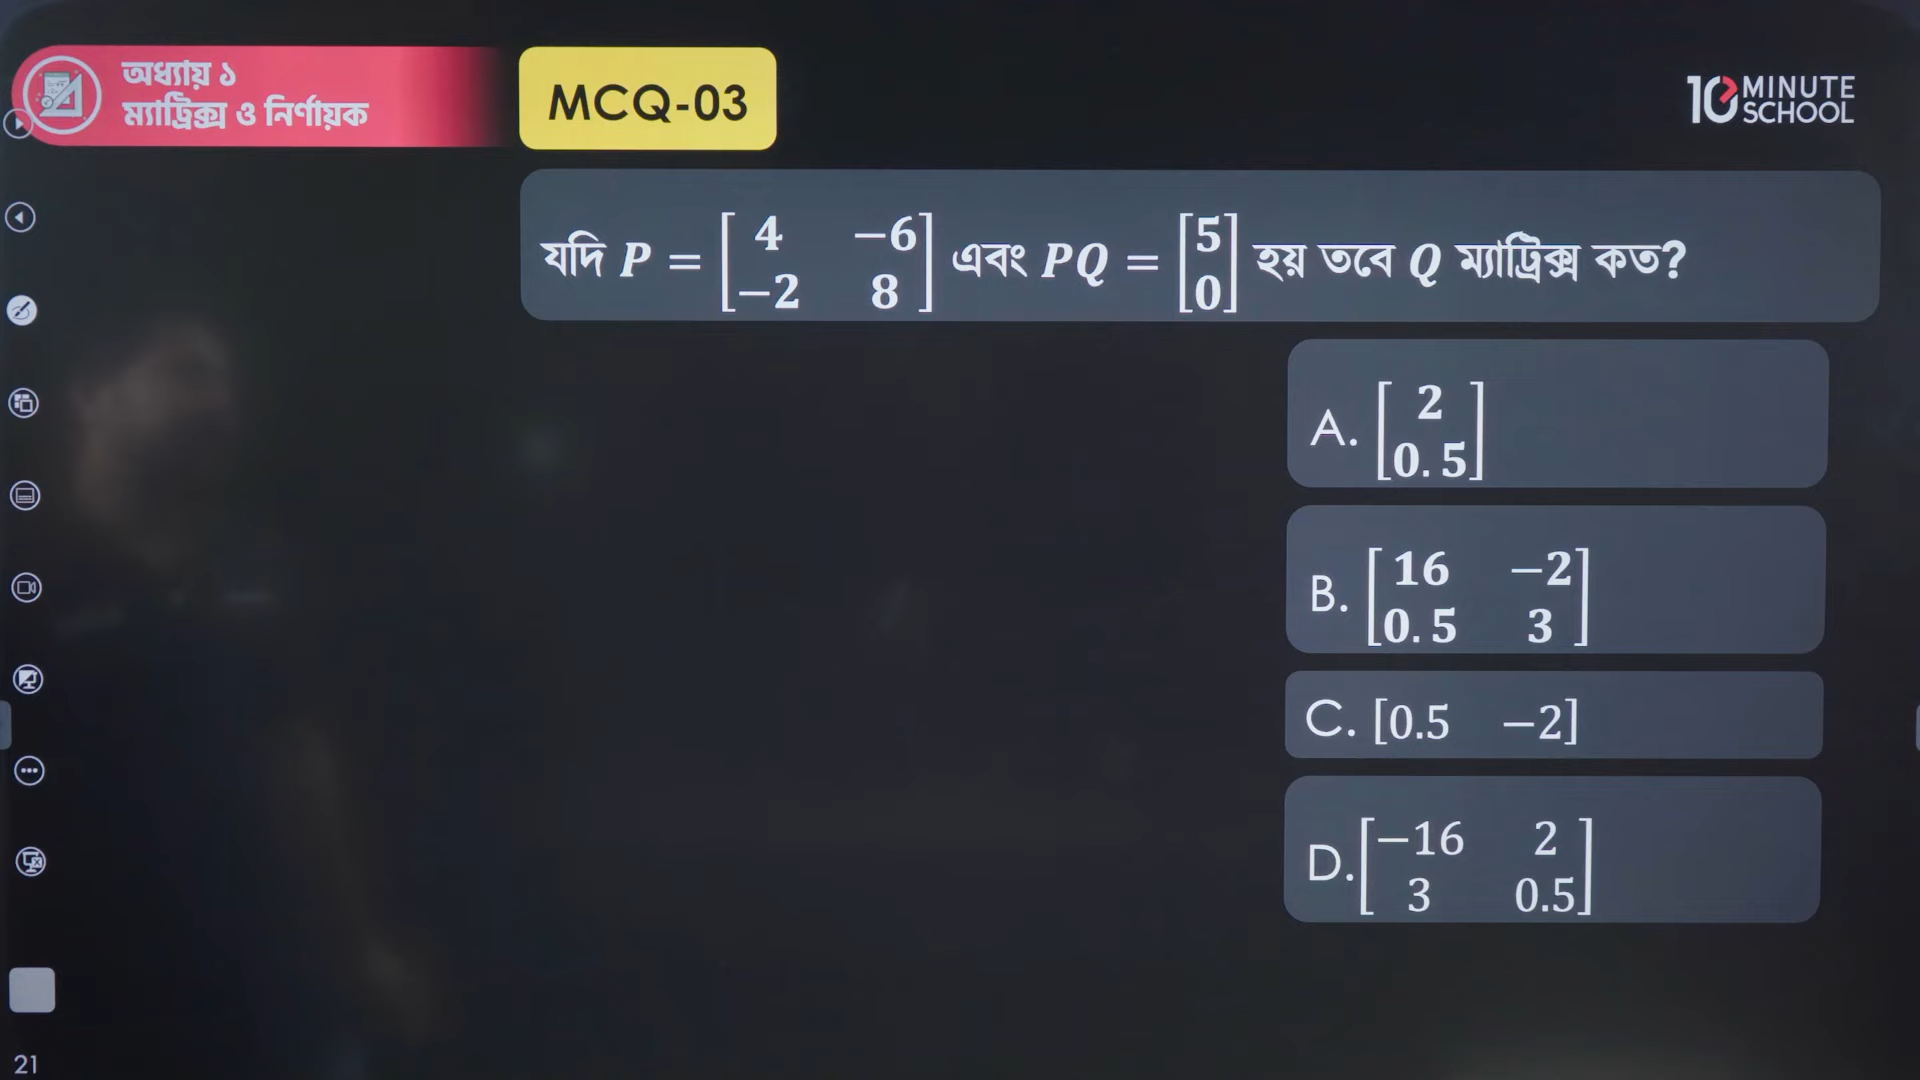 অধ্যায় ১
ম্যাট্রিক্স ও নির্ণায়ক
MCQ-03
10 MINUTE SCHOOL
যদি P = [4 −6; −2 8] এবং PQ = [5; 0] হয় তবে Q ম্যাট্রিক্স কত?
A. [2; 0.5]
B. [16 −2; 0.5 3]
C. [0.5 −2]
D. [−16 2; 3 0.5]
21